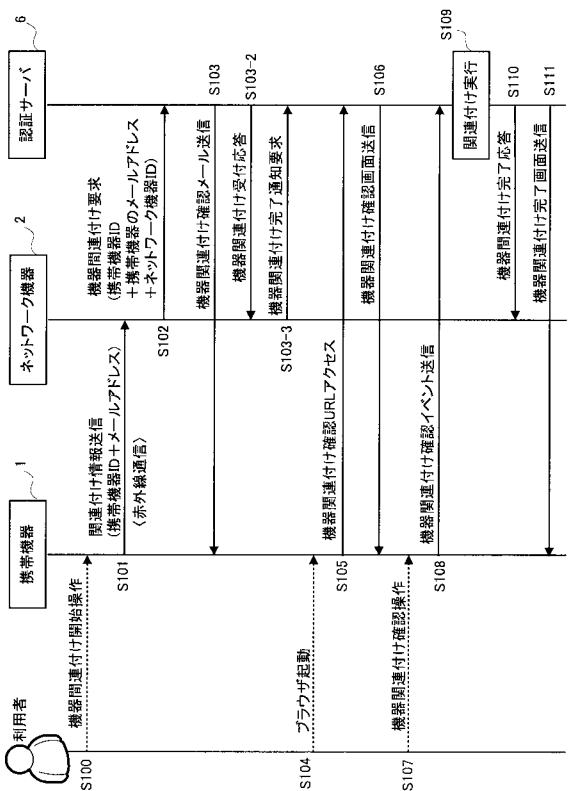 利用者
携帯機器
1
ネットワーク機器
2
認証サーバ
6
S100
機器間連付け開始操作
S101
関連付け情報送信
(携帯機器ID+メールアドレス)
〈赤外線通信〉
S102
機器間連付け要求
(携帯機器ID
+携帯機器のメールアドレス
+ネットワーク機器ID)
機器関連付け確認メール送信
S103
機器関連付け受付応答
S103-2
S103-3
機器関連付け完了通知要求
S104
ブラウザ起動
S105
機器関連付け確認URLアクセス
機器関連付け確認画面送信
S106
S107
機器関連付け確認操作
S108
機器関連付け確認イベント送信
S109
関連付け実行
機器間連付け完了応答
S110
機器関連付け完了画面送信
S111